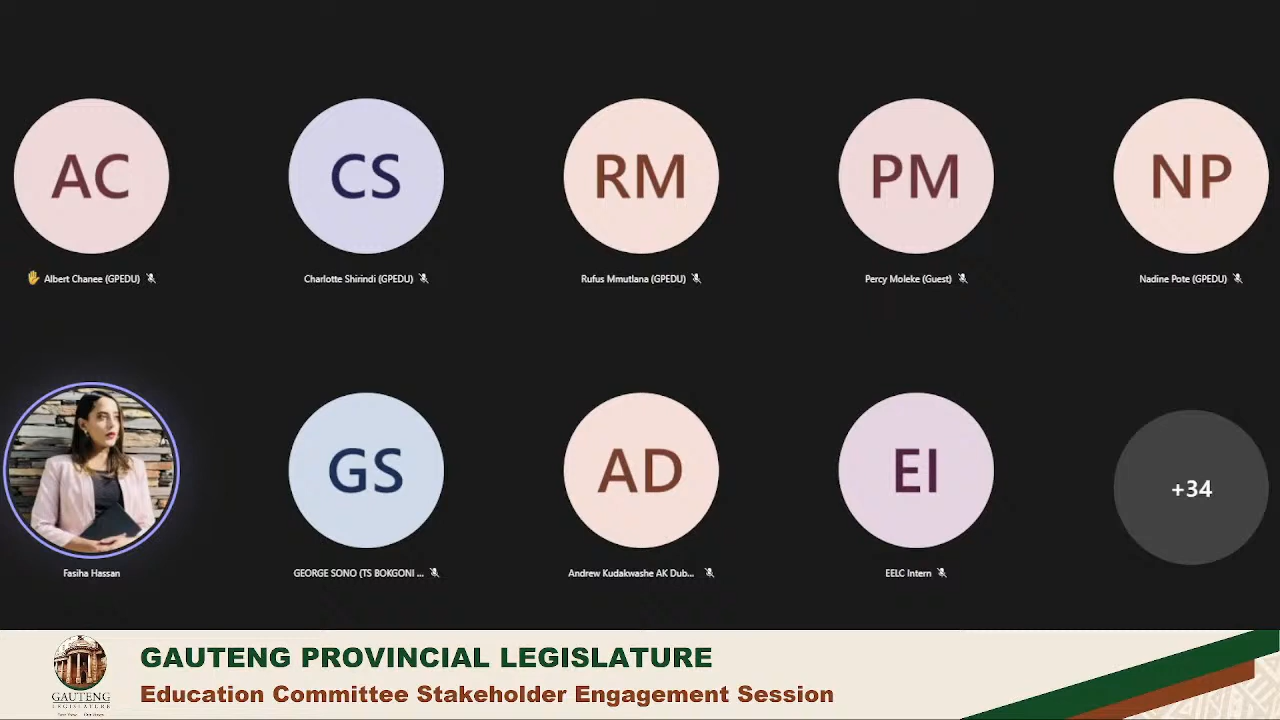 AC
CS
RM
PM
NP
Albert Chanee (GPEDU)
Charlotte Shirindi (GPEDU)
Rufus Mmutlana (GPEDU)
Percy Moleke (Guest)
Nadine Pote (GPEDU)
GS
AD
EI
+34
Fasiha Hassan
GEORGE SONO (TS BOKGONI ...
Andrew Kudakwashe AK Dub...
EELC Intern
GAUTENG PROVINCIAL LEGISLATURE
Education Committee Stakeholder Engagement Session
GAUTENG
LEGISLATURE